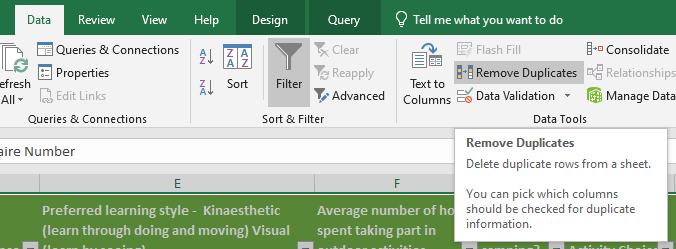 Data
Help
Design
Query
Tell me what you want to do
Refresh
All
Queries & Connections
Properties
Edit Links
Queries & Connections
Sort
Filter
Clear
Reapply
Advanced
Sort & Filter
Text to
Columns
Flash Fill
Remove Duplicates
Data Validation
Consolidate
Relationships
Manage Data
Data Tools
aire Number
Remove Duplicates
Delete duplicate rows from a sheet.
You can pick which columns
should be checked for duplicate
information.
E
F
Preferred learning style - Kinaesthetic
(learn through doing and moving) Visual
(learn by seeing)
Average number of ho
spent taking part in
outdoor activities
camping?
Activity Choice